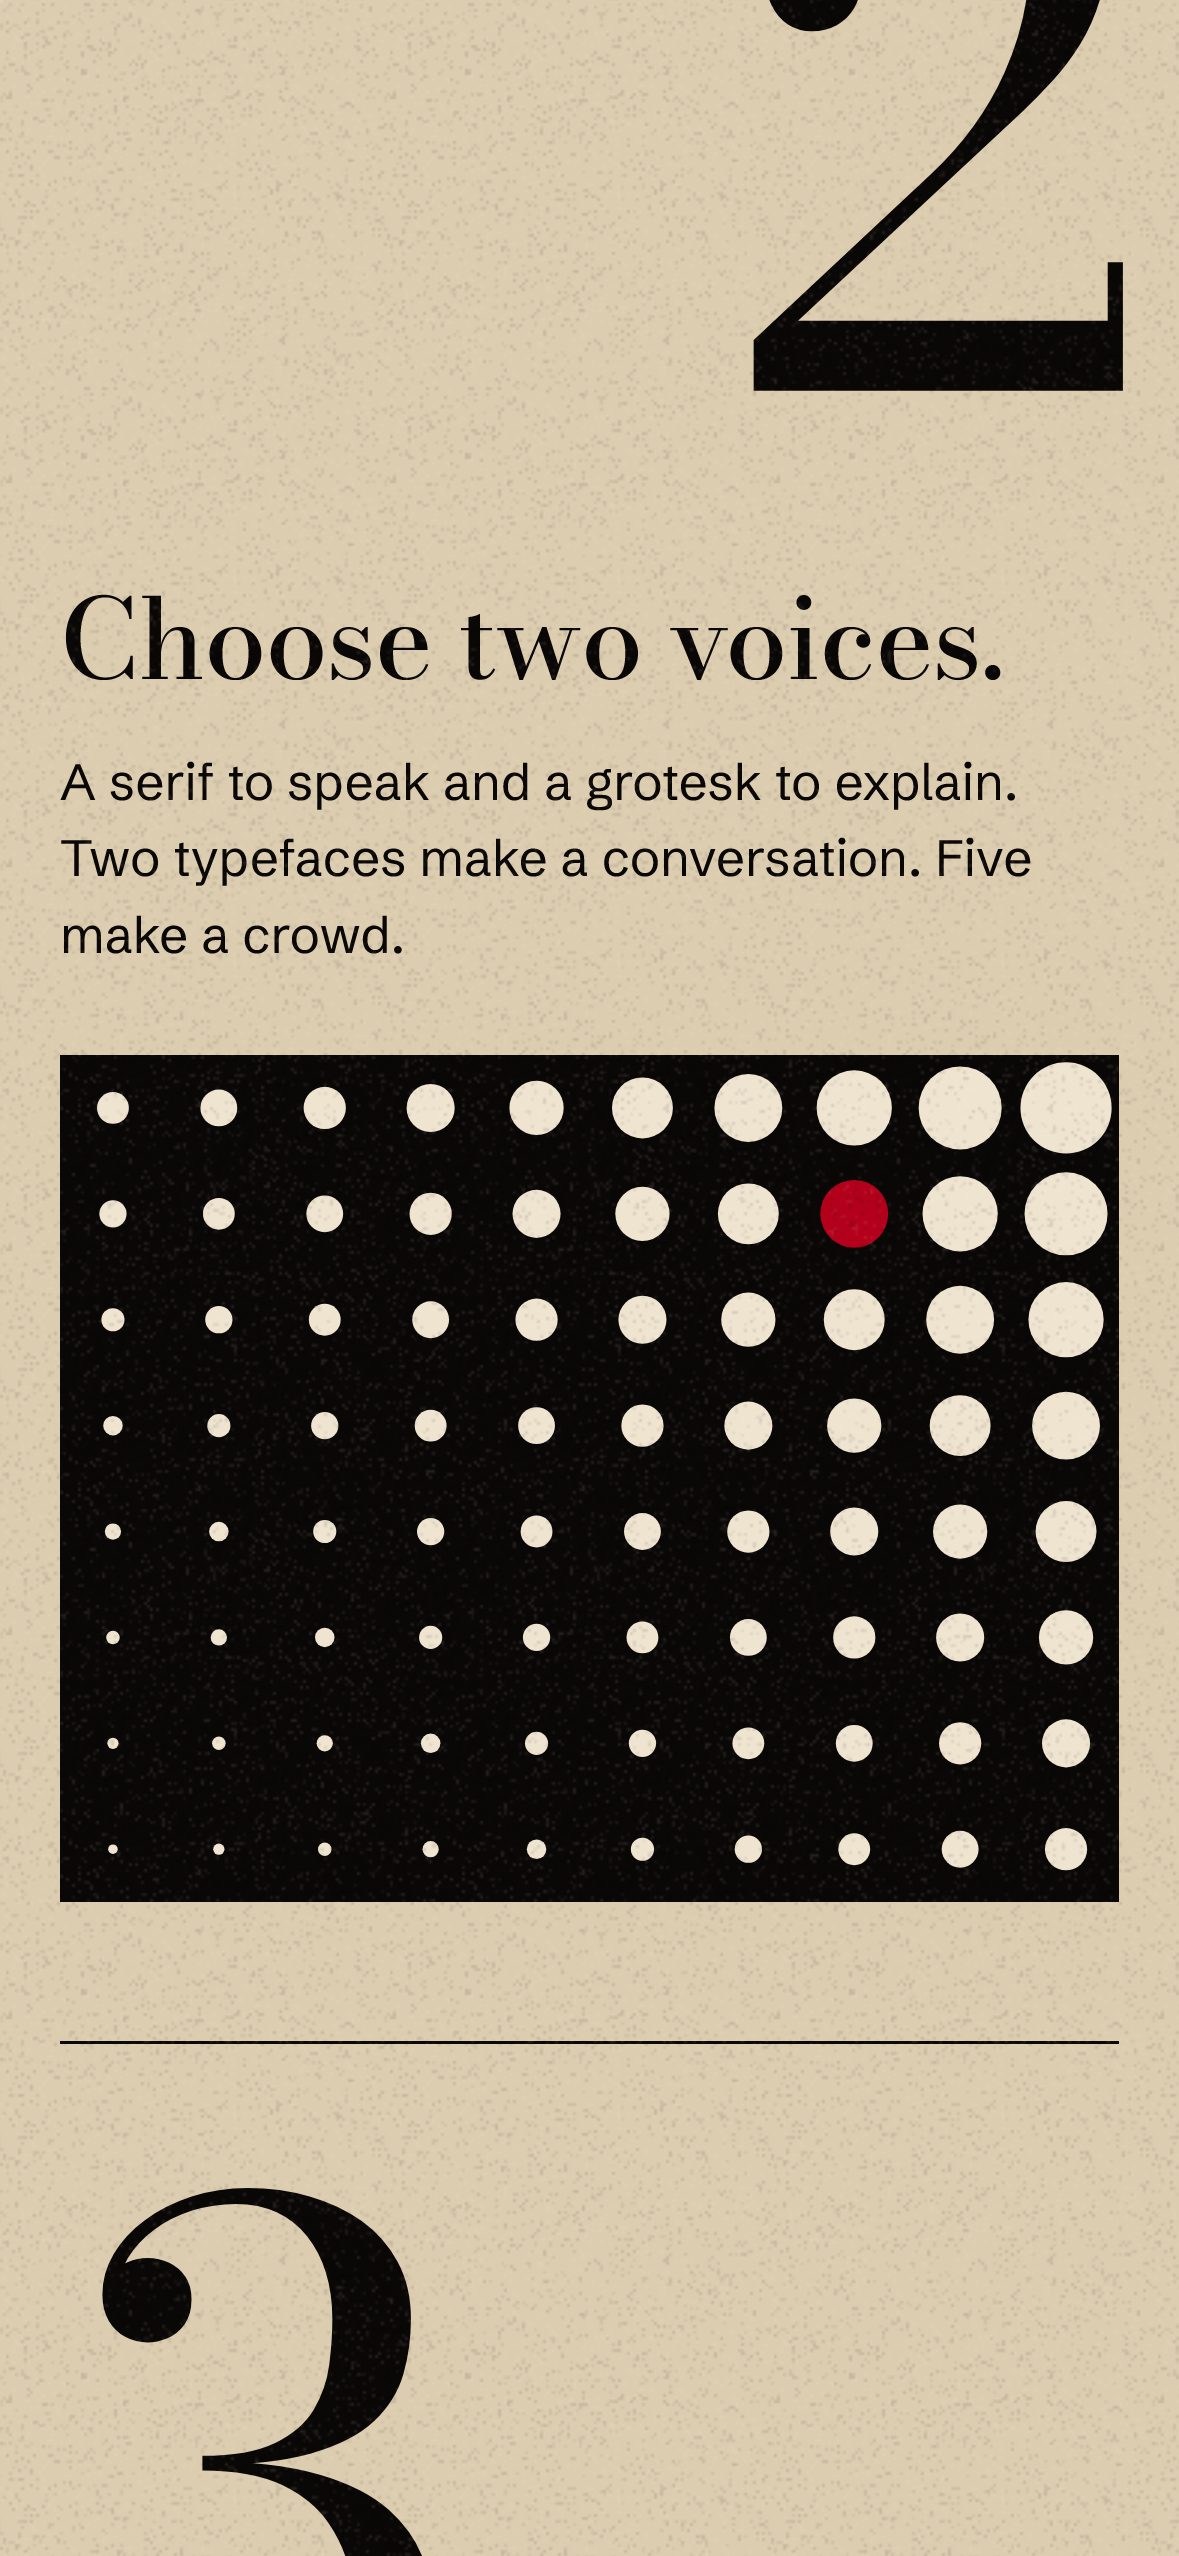 2
Choose two voices.
A serif to speak and a grotesk to explain.
Two typefaces make a conversation. Five
make a crowd.
3